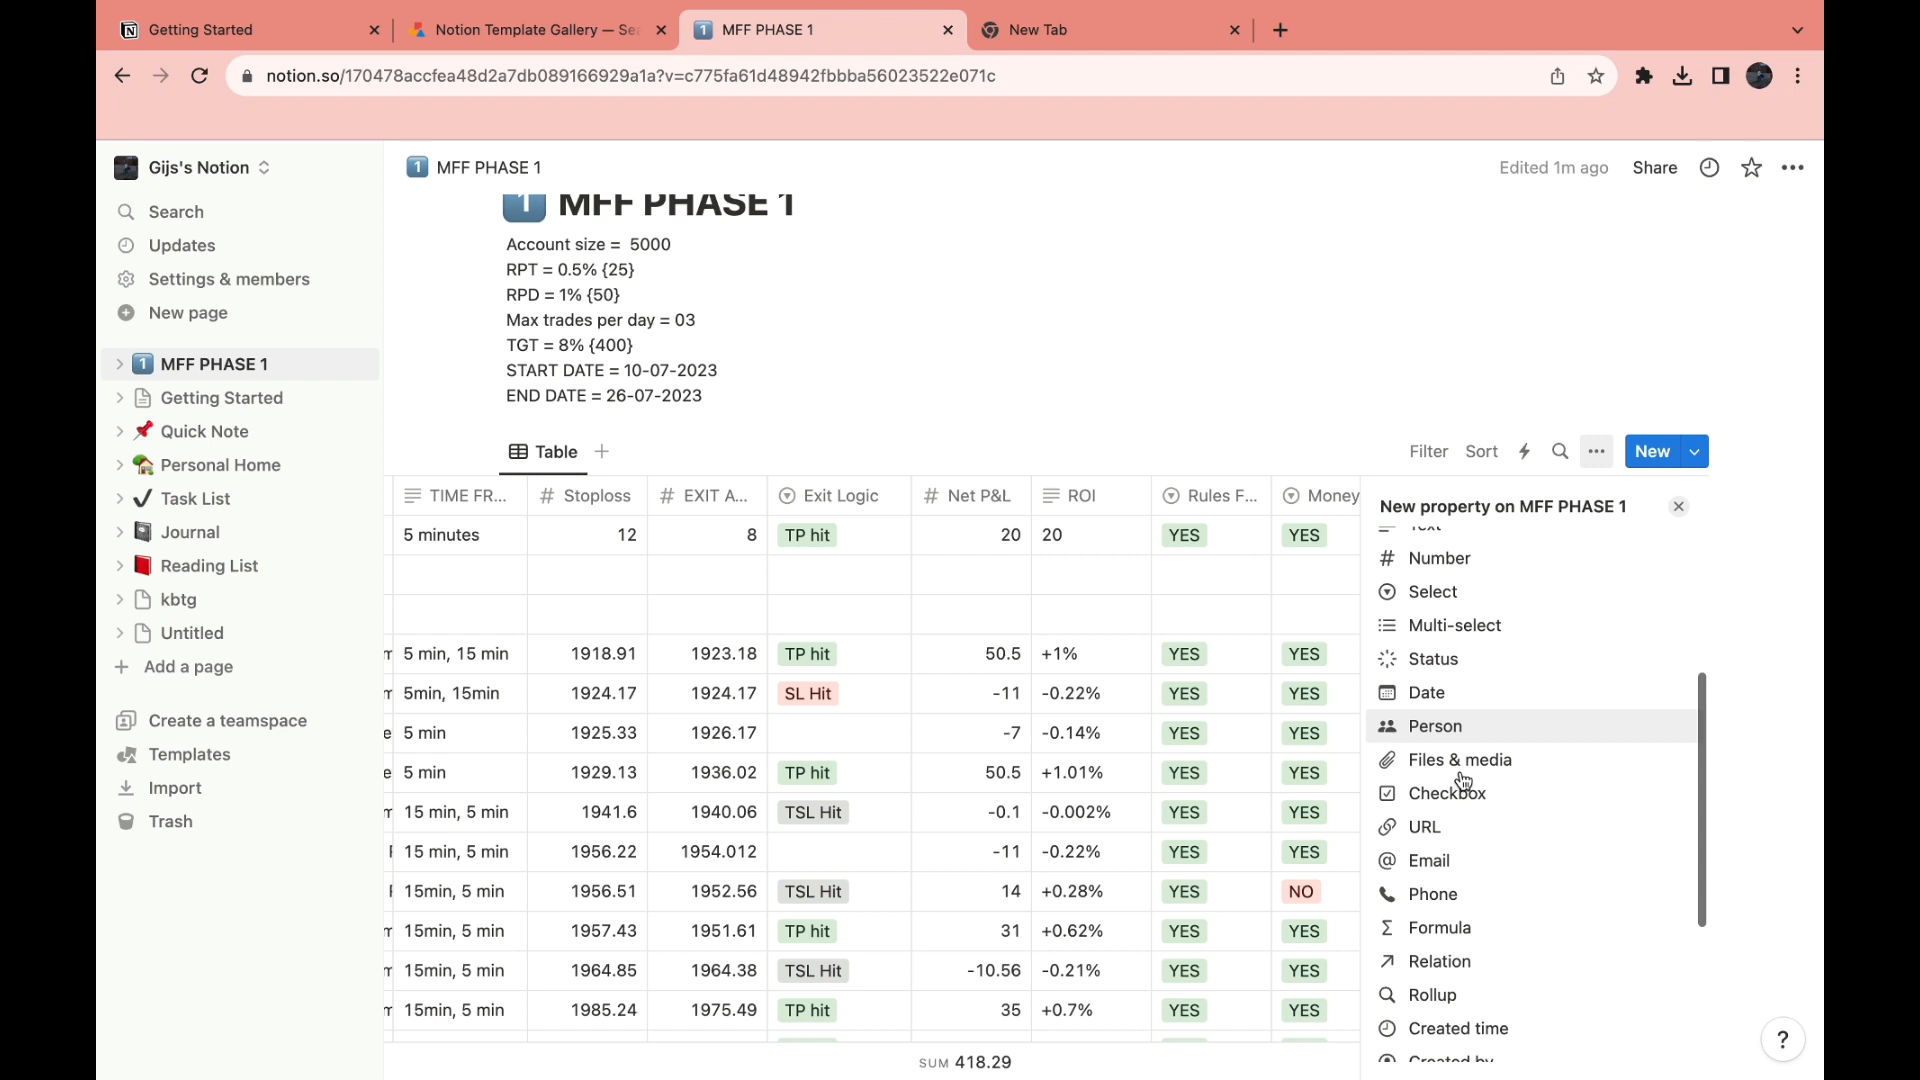 Getting Started
Notion Template Gallery — Se
MFF PHASE 1
New Tab
notion.so/170478accfea48d2a7db089166929a1a?v=c775fa61d48942fbbba56023522e071c
Gijs's Notion
Search
Updates
Settings & members
New page
MFF PHASE 1
Getting Started
Quick Note
Personal Home
Task List
Journal
Reading List
kbtg
Untitled
Add a page
Create a teamspace
Templates
Import
Trash
MFF PHASE 1
Edited 1m ago
Share
MFF PHASE 1
Account size = 5000
RPT = 0.5% {25}
RPD = 1% {50}
Max trades per day = 03
TGT = 8% {400}
START DATE = 10-07-2023
END DATE = 26-07-2023
Table
Filter Sort New
TIME FR... # Stoploss # EXIT A... Exit Logic # Net P&L ROI Rules F... Money
5 minutes 12 8 TP hit 20 20 YES YES
5 min, 15 min 1918.91 1923.18 TP hit 50.5 +1% YES YES
5min, 15min 1924.17 1924.17 SL Hit -11 -0.22% YES YES
5 min 1925.33 1926.17 -7 -0.14% YES YES
5 min 1929.13 1936.02 TP hit 50.5 +1.01% YES YES
15 min, 5 min 1941.6 1940.06 TSL Hit -0.1 -0.002% YES YES
15 min, 5 min 1956.22 1954.012 -11 -0.22% YES YES
15min, 5 min 1956.51 1952.56 TSL Hit 14 +0.28% YES NO
15min, 5 min 1957.43 1951.61 TP hit 31 +0.62% YES YES
15min, 5 min 1964.85 1964.38 TSL Hit -10.56 -0.21% YES YES
15min, 5 min 1985.24 1975.49 TP hit 35 +0.7% YES YES
SUM 418.29
New property on MFF PHASE 1
Text
# Number
Select
Multi-select
Status
Date
Person
Files & media
Checkbox
URL
@ Email
Phone
Σ Formula
Relation
Rollup
Created time
Created by
?